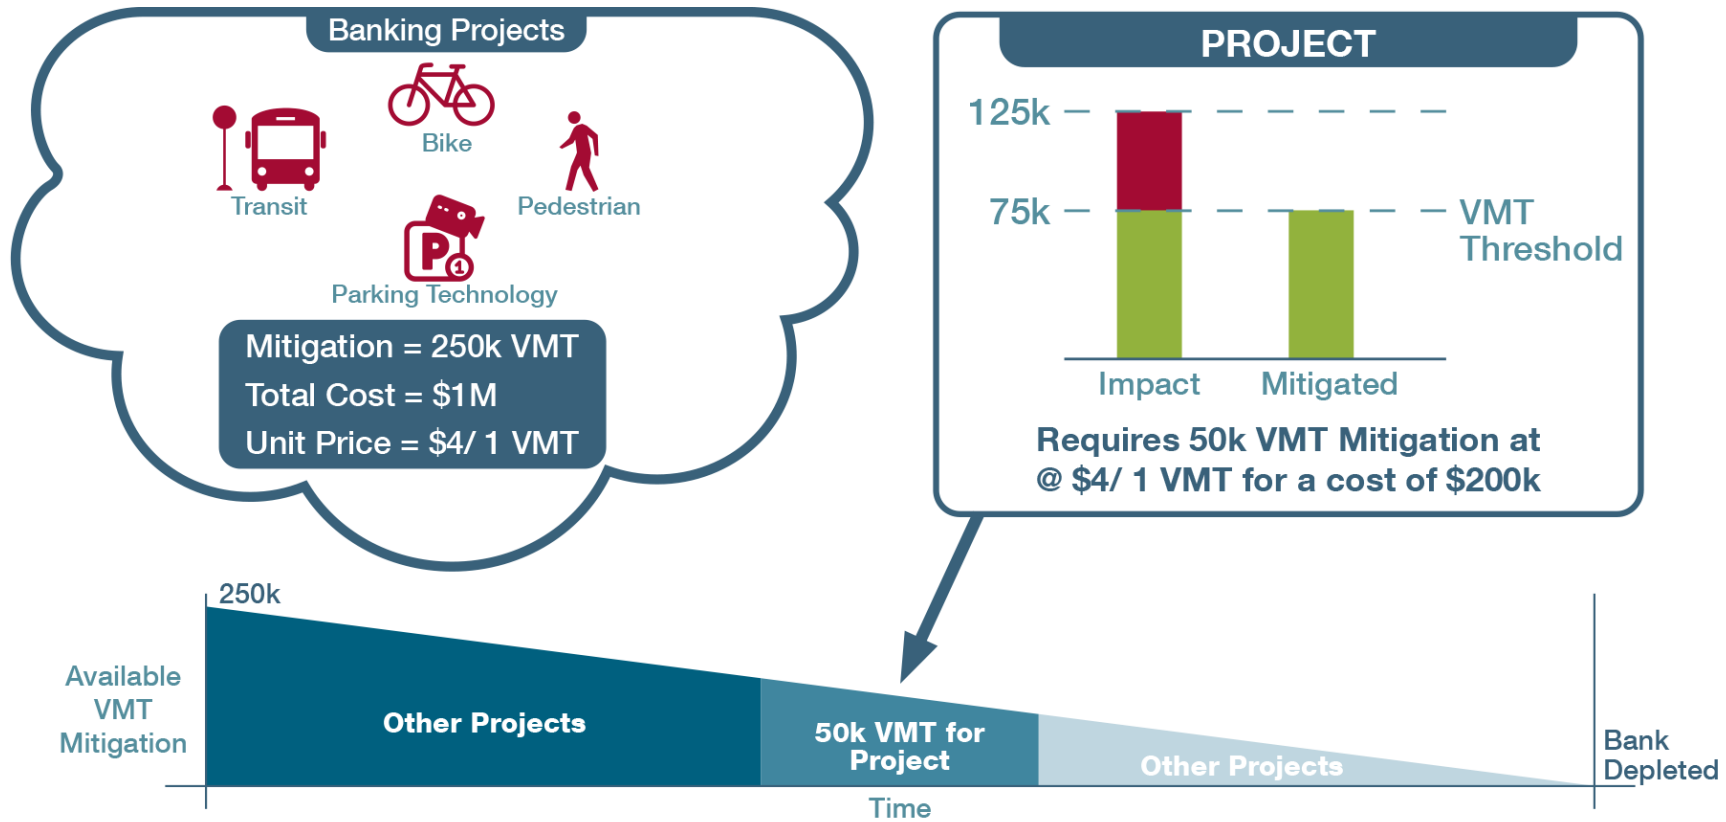 Banking Projects
Bike
Transit
Pedestrian
P
1
Parking Technology
Mitigation = 250k VMT
Total Cost = $1M
Unit Price = $4/ 1 VMT
PROJECT
125k
75k
VMT
Threshold
Impact
Mitigated
Requires 50k VMT Mitigation at
@ $4/ 1 VMT for a cost of $200k
250k
Available
VMT
Mitigation
Other Projects
50k VMT for
Project
Other Projects
Bank
Depleted
Time